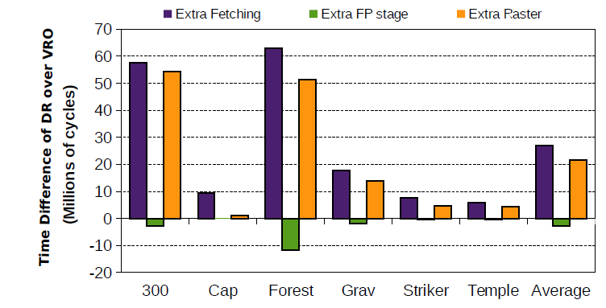 Extra Fetching Extra FP stage Extra Raster
Time Difference of DR over VRO
(Millions of cycles)
70
60
50
40
30
20
10
0
-10
-20
300 Cap Forest Grav Striker Temple Average